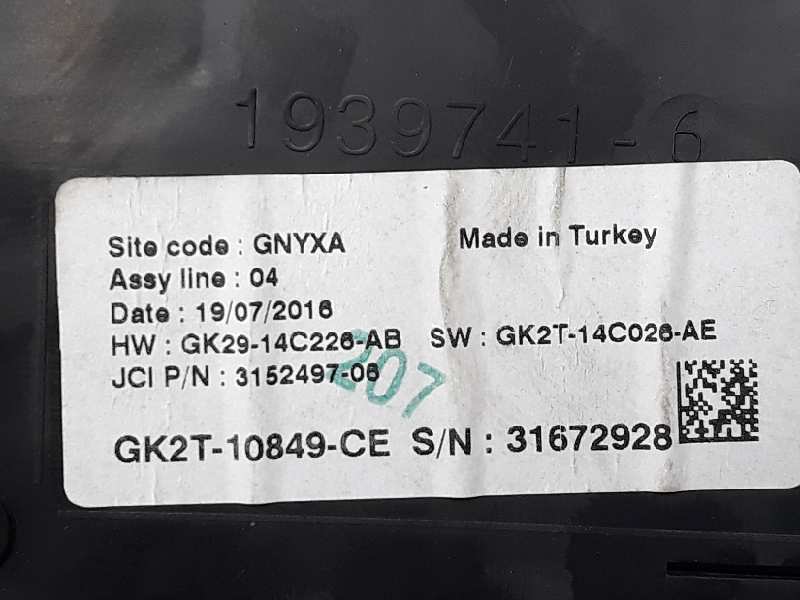 1939741-6
Site code : GNYXA Made in Turkey
Assy line : 04
Date : 19/07/2016
HW : GK29-14C226-AB SW : GK2T-14C026-AE
JCI P/N : 3152497-06
207
GK2T-10849-CE S/N : 31672928